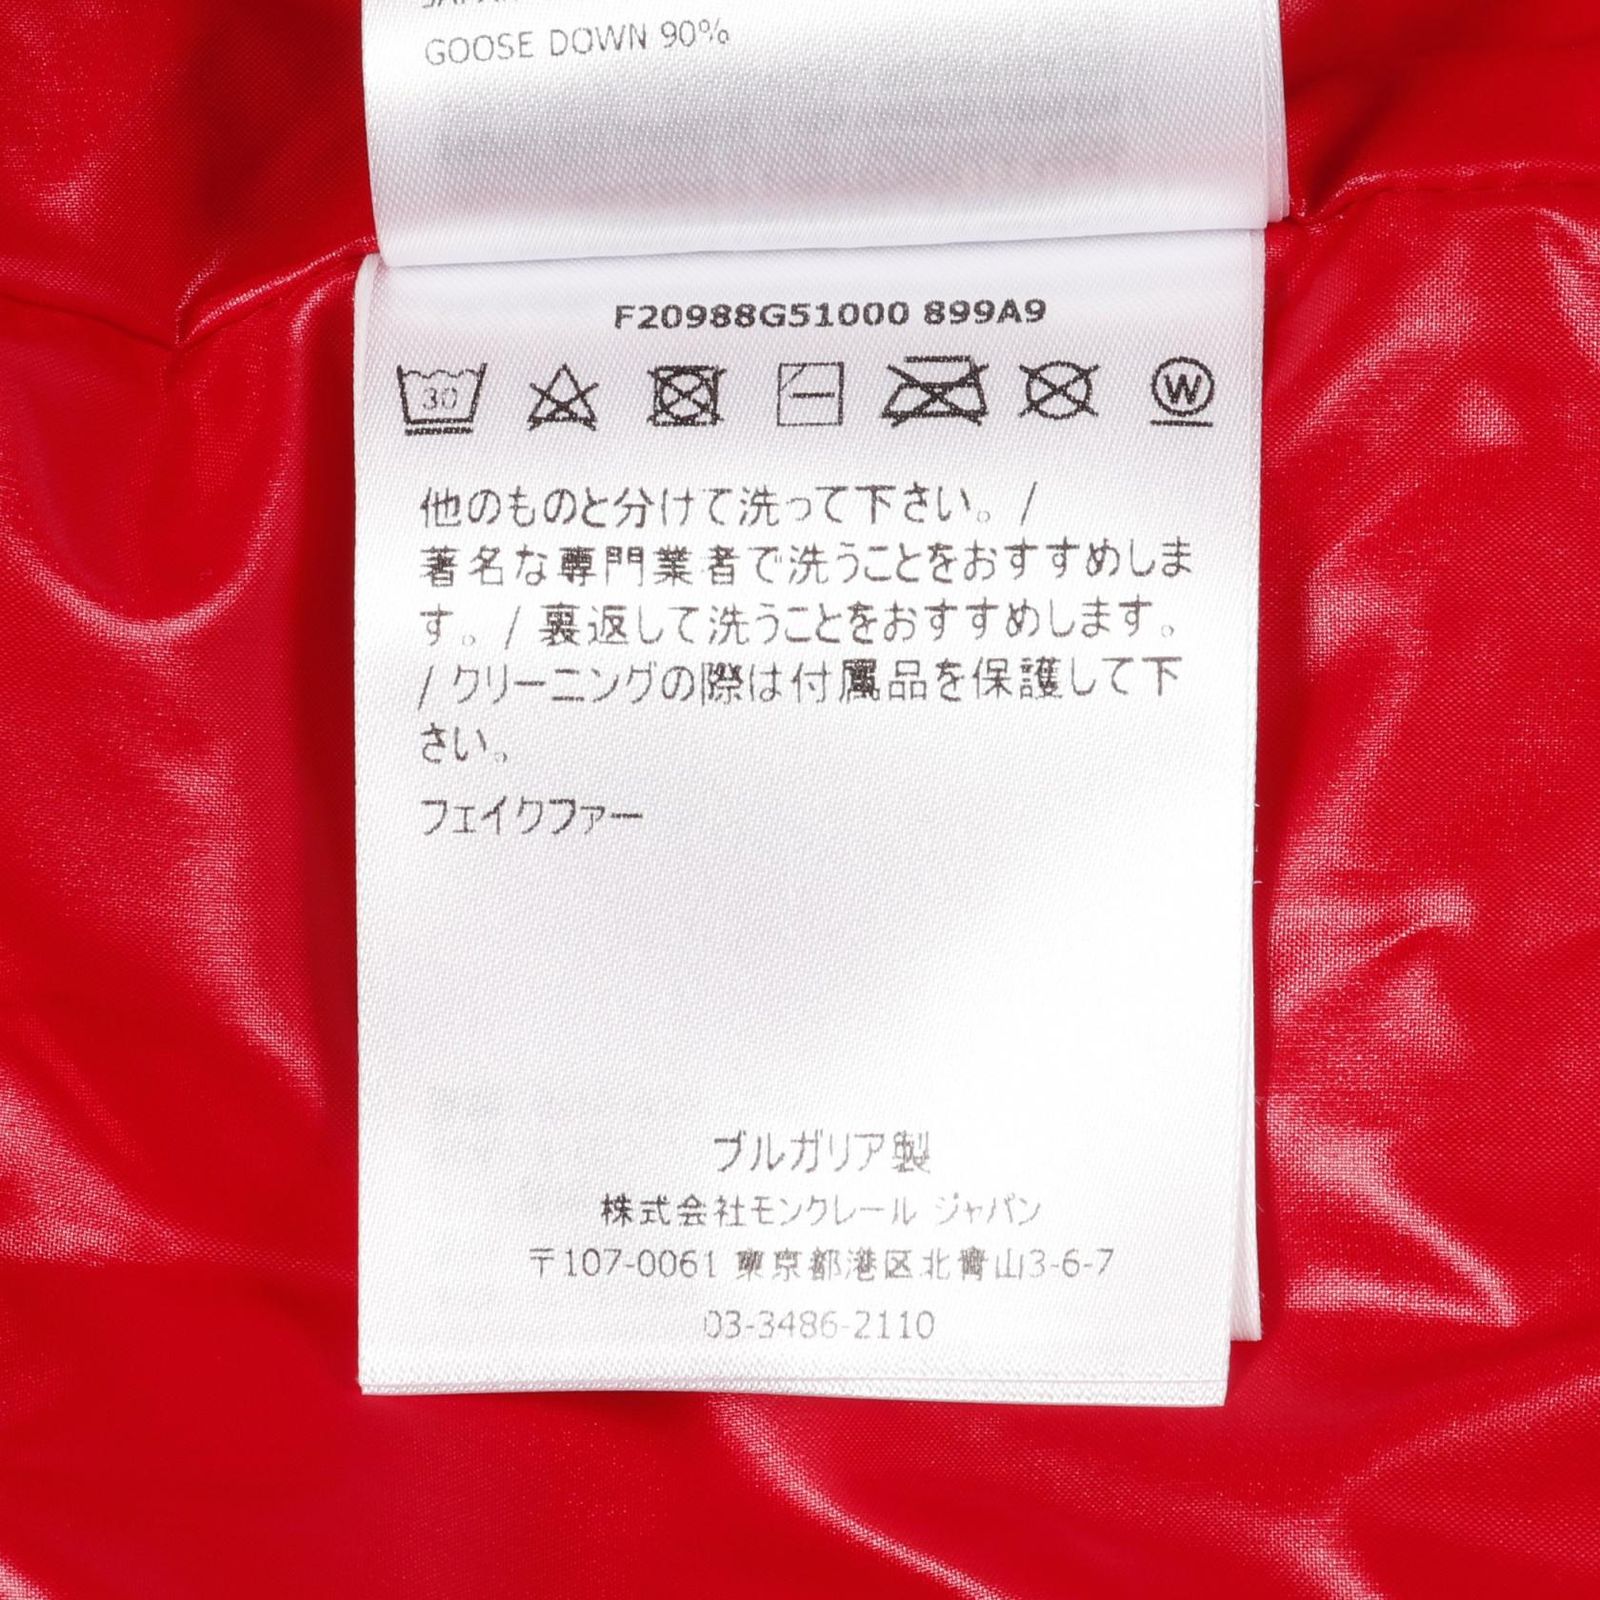 GOOSE DOWN 90%
F20988G51000 899A9
30
W
他のものと分けて洗って下さい。/
著名な専門業者で洗うことをおすすめしま
す。/ 裏返して洗うことをおすすめします。
/ クリーニングの際は付属品を保護して下
さい。
フェイクファー
ブルガリア製
株式会社モンクレール ジャパン
〒107-0061 東京都港区北青山3-6-7
03-3486-2110